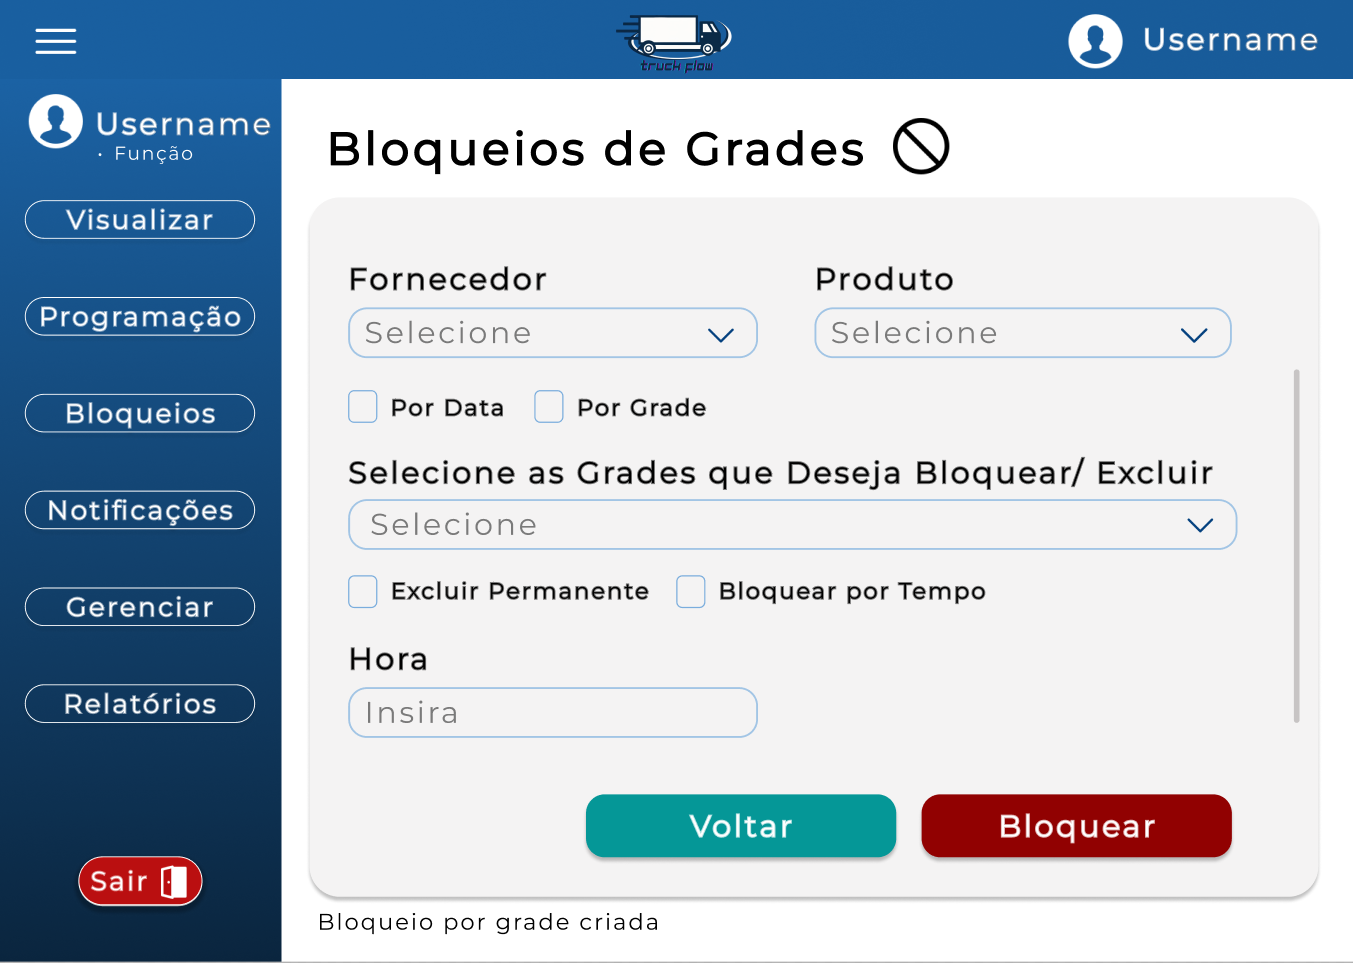 truck plow
Username
Username
• Função
Visualizar
Programação
Bloqueios
Notificações
Gerenciar
Relatórios
Sair
Bloqueios de Grades
Fornecedor
Produto
Selecione
Selecione
Por Data
Por Grade
Selecione as Grades que Deseja Bloquear/ Excluir
Selecione
Excluir Permanente
Bloquear por Tempo
Hora
Insira
Voltar
Bloquear
Bloqueio por grade criada